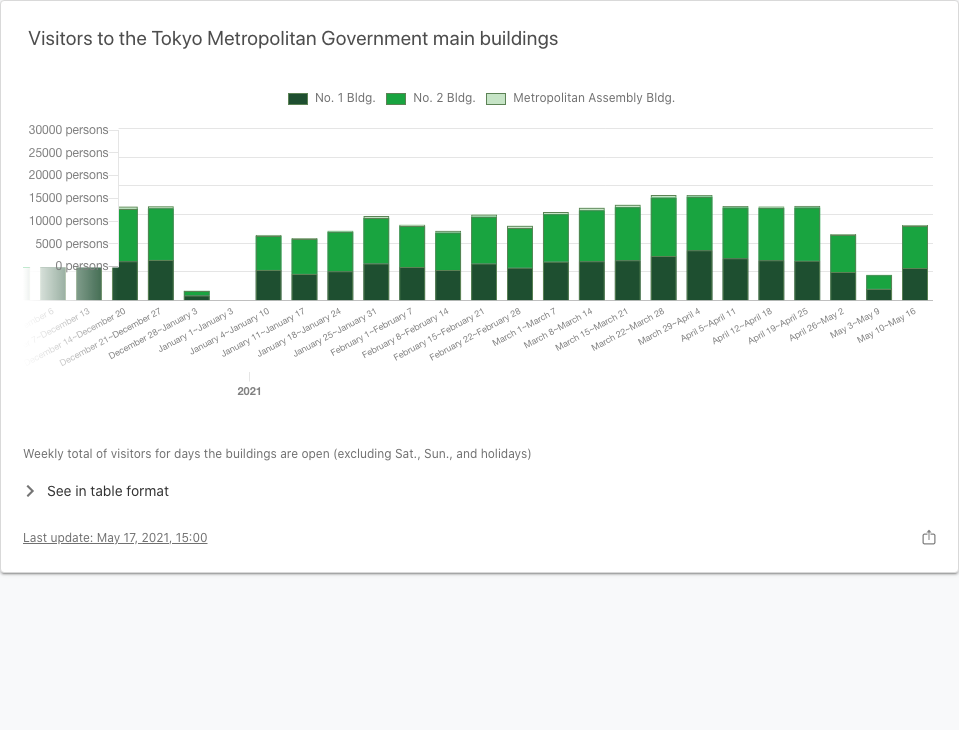 Visitors to the Tokyo Metropolitan Government main buildings
No. 1 Bldg. No. 2 Bldg. Metropolitan Assembly Bldg.
30000 persons
25000 persons
20000 persons
15000 persons
10000 persons
5000 persons
0 persons
December 13
December 14~December 20
December 21~December 27
December 28~January 3
January 1~January 3
January 4~January 10
January 11~January 17
January 18~January 24
January 25~January 31
February 1~February 7
February 8~February 14
February 15~February 21
February 22~February 28
March 1~March 7
March 8~March 14
March 15~March 21
March 22~March 28
March 29~April 4
April 5~April 11
April 12~April 18
April 19~April 25
April 26~May 2
May 3~May 9
May 10~May 16
2021
Weekly total of visitors for days the buildings are open (excluding Sat., Sun., and holidays)
See in table format
Last update: May 17, 2021, 15:00